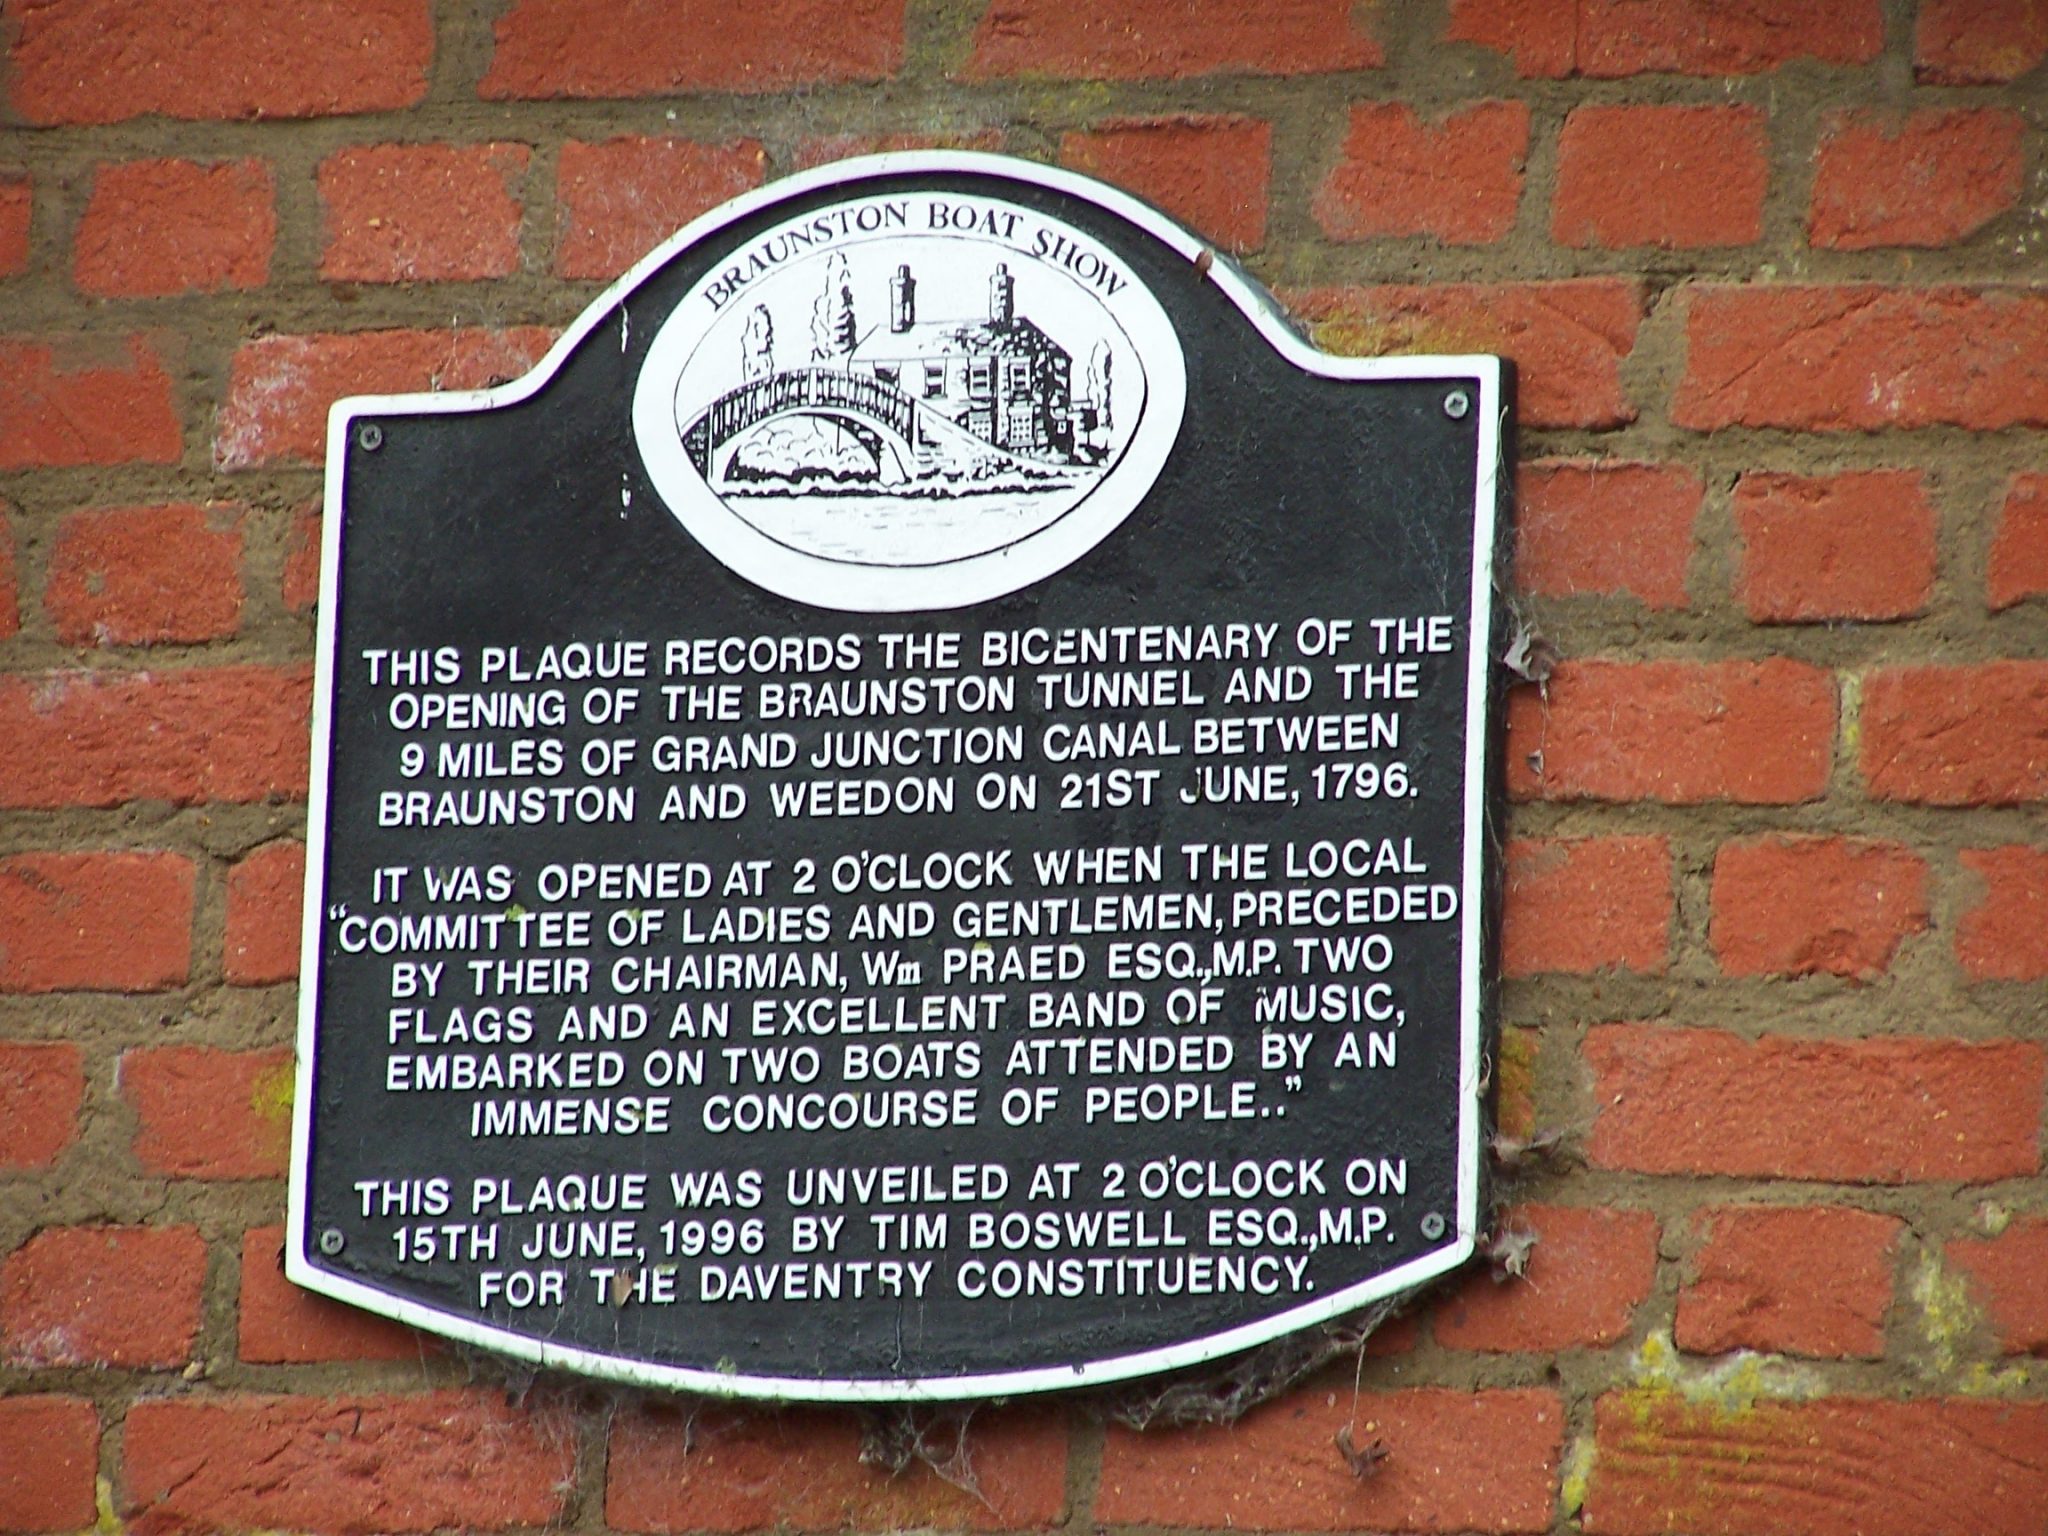 BRAUNSTON BOAT SHOW
THIS PLAQUE RECORDS THE BICENTENARY OF THE
OPENING OF THE BRAUNSTON TUNNEL AND THE
9 MILES OF GRAND JUNCTION CANAL BETWEEN
BRAUNSTON AND WEEDON ON 21ST JUNE, 1796.
IT WAS OPENED AT 2 O'CLOCK WHEN THE LOCAL
"COMMITTEE OF LADIES AND GENTLEMEN, PRECEDED
BY THEIR CHAIRMAN, Wm PRAED ESQ.,M.P. TWO
FLAGS AND AN EXCELLENT BAND OF MUSIC,
EMBARKED ON TWO BOATS ATTENDED BY AN
IMMENSE CONCOURSE OF PEOPLE.."
THIS PLAQUE WAS UNVEILED AT 2 O'CLOCK ON
15TH JUNE, 1996 BY TIM BOSWELL ESQ.,M.P.
FOR THE DAVENTRY CONSTITUENCY.